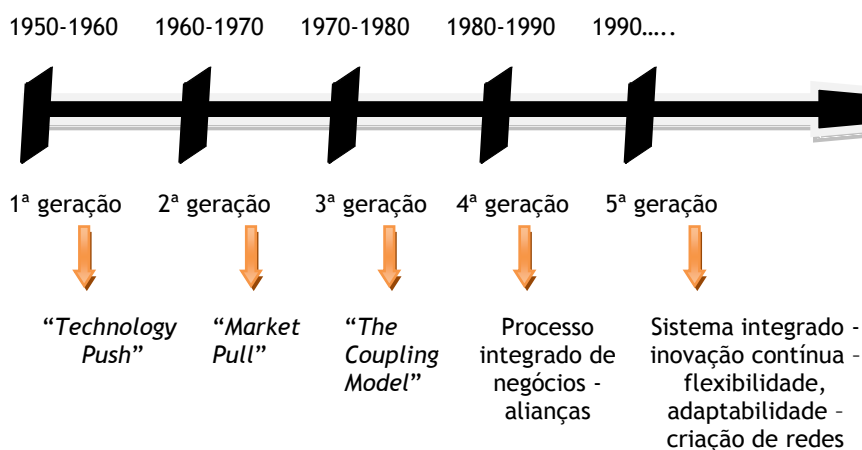 1950-1960 1960-1970 1970-1980 1980-1990 1990…..
1ª geração 2ª geração 3ª geração 4ª geração 5ª geração
“Technology
Push”
“Market
Pull”
“The
Coupling
Model”
Processo
integrado de
negócios -
alianças
Sistema integrado -
inovação contínua –
flexibilidade,
adaptabilidade –
criação de redes